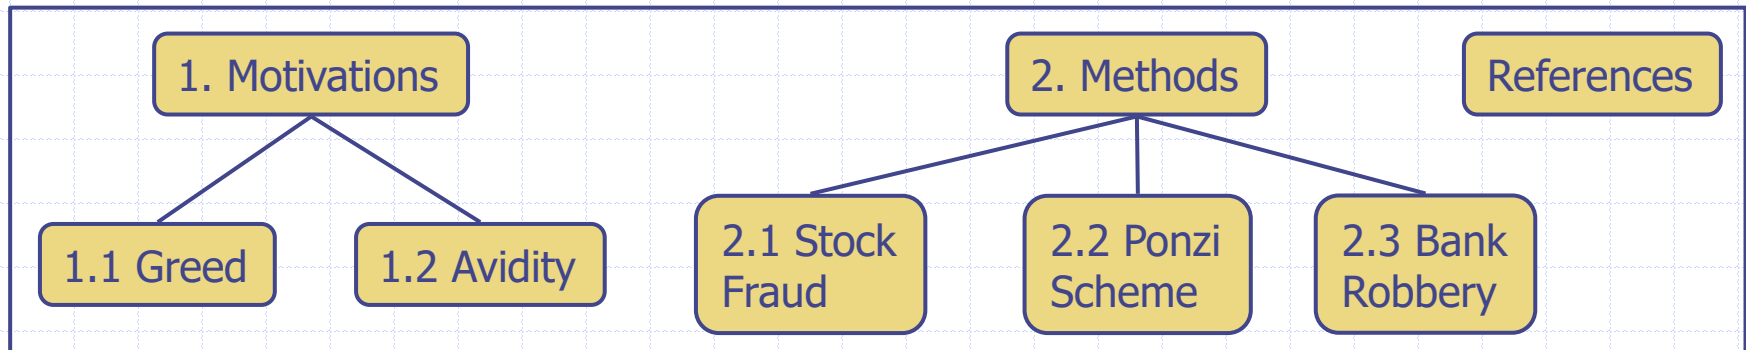 1. Motivations
2. Methods
References
1.1 Greed
1.2 Avidity
2.1 Stock
Fraud
2.2 Ponzi
Scheme
2.3 Bank
Robbery